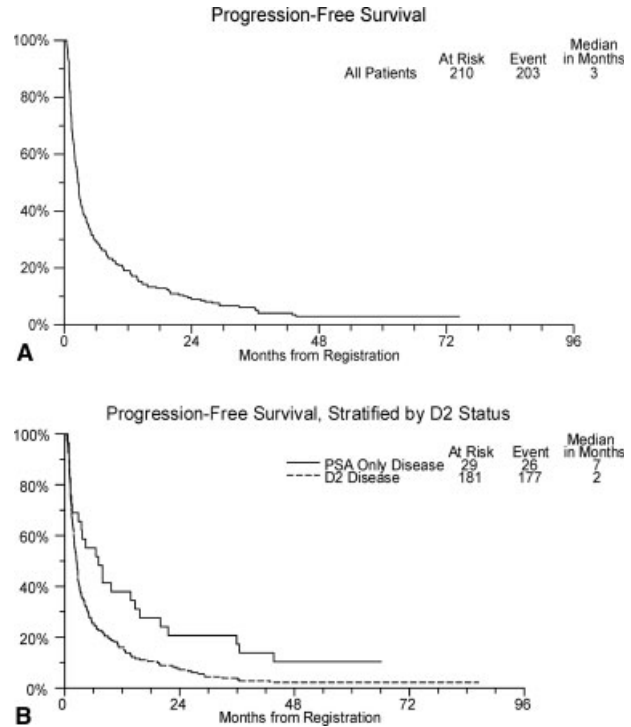 Progression-Free Survival
100%
80%
60%
40%
20%
0%
At Risk Event Median in Months
All Patients 210 203 3
0 24 48 72 96
Months from Registration
A
Progression-Free Survival, Stratified by D2 Status
100%
80%
60%
40%
20%
0%
At Risk Event Median in Months
PSA Only Disease 29 26 7
D2 Disease 181 177 2
0 24 48 72 96
Months from Registration
B